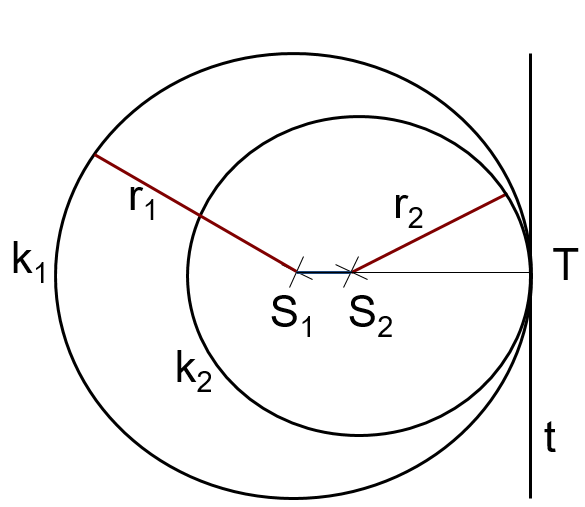 r₁
r₂
k₁
T
S₁
S₂
k₂
t